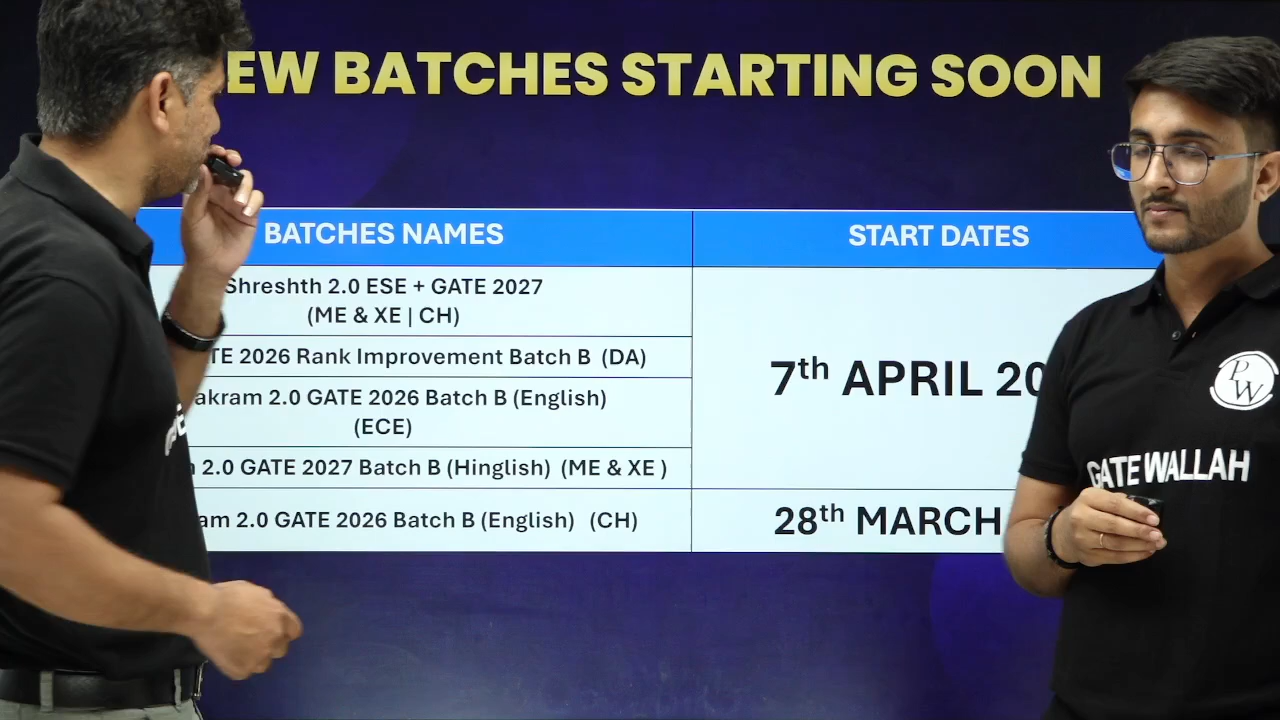 EW BATCHES STARTING SOON
BATCHES NAMES
START DATES
Shreshth 2.0 ESE + GATE 2027
(ME & XE | CH)
TE 2026 Rank Improvement Batch B (DA)
akram 2.0 GATE 2026 Batch B (English)
(ECE)
2.0 GATE 2027 Batch B (Hinglish) (ME & XE )
7th APRIL 20
am 2.0 GATE 2026 Batch B (English) (CH)
28th MARCH
PW
GATE WALLAH